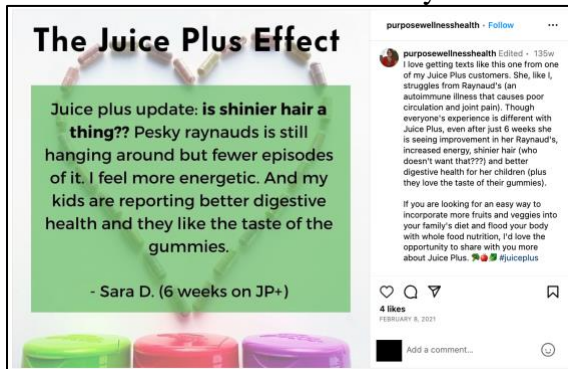 The Juice Plus Effect
Juice plus update: is shinier hair a
thing?? Pesky raynauds is still
hanging around but fewer episodes
of it. I feel more energetic. And my
kids are reporting better digestive
health and they like the taste of the
gummies.
- Sara D. (6 weeks on JP+)
purposewellnesshealth • Follow
purposewellnesshealth Edited • 135w
I love getting texts like this one from one
of my Juice Plus customers. She, like I,
struggles from Raynaud's (an
autoimmune illness that causes poor
circulation and joint pain). Though
everyone's experience is different with
Juice Plus, even after just 6 weeks she
is seeing improvement in her Raynaud's,
increased energy, shinier hair (who
doesn't want that???) and better
digestive health for her children (plus
they love the taste of their gummies).
If you are looking for an easy way to
incorporate more fruits and veggies into
your family's diet and flood your body
with whole food nutrition, I'd love the
opportunity to share with you more
about Juice Plus. 🥕🍎🥬 #juiceplus
4 likes
FEBRUARY 8, 2021
Add a comment...